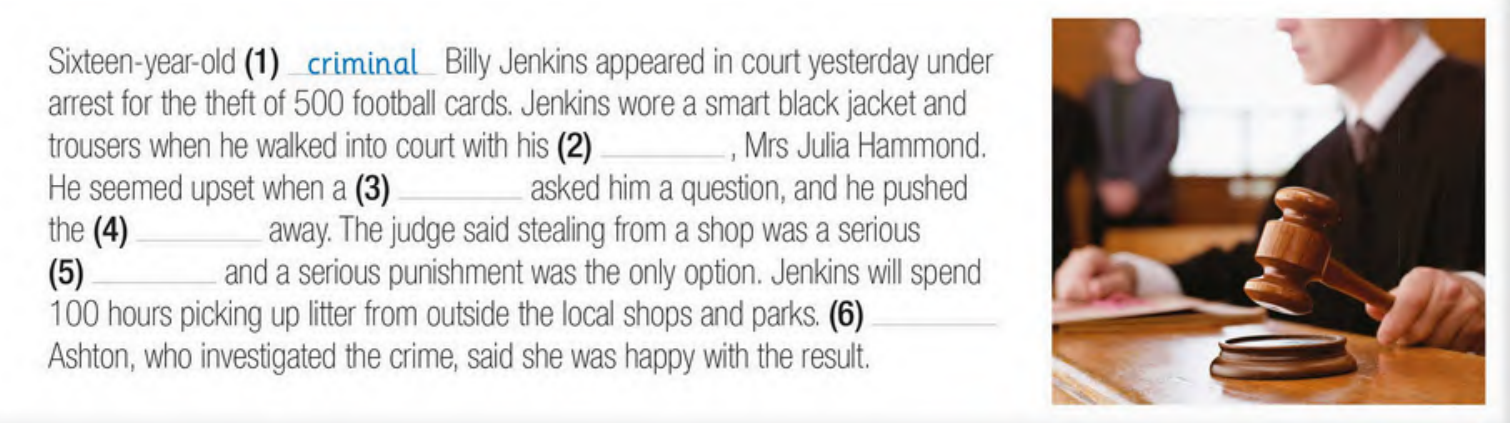 Sixteen-year-old (1) criminal Billy Jenkins appeared in court yesterday under
arrest for the theft of 500 football cards. Jenkins wore a smart black jacket and
trousers when he walked into court with his (2) __________ , Mrs Julia Hammond.
He seemed upset when a (3) __________ asked him a question, and he pushed
the (4) __________ away. The judge said stealing from a shop was a serious
(5) __________ and a serious punishment was the only option. Jenkins will spend
100 hours picking up litter from outside the local shops and parks. (6) __________
Ashton, who investigated the crime, said she was happy with the result.